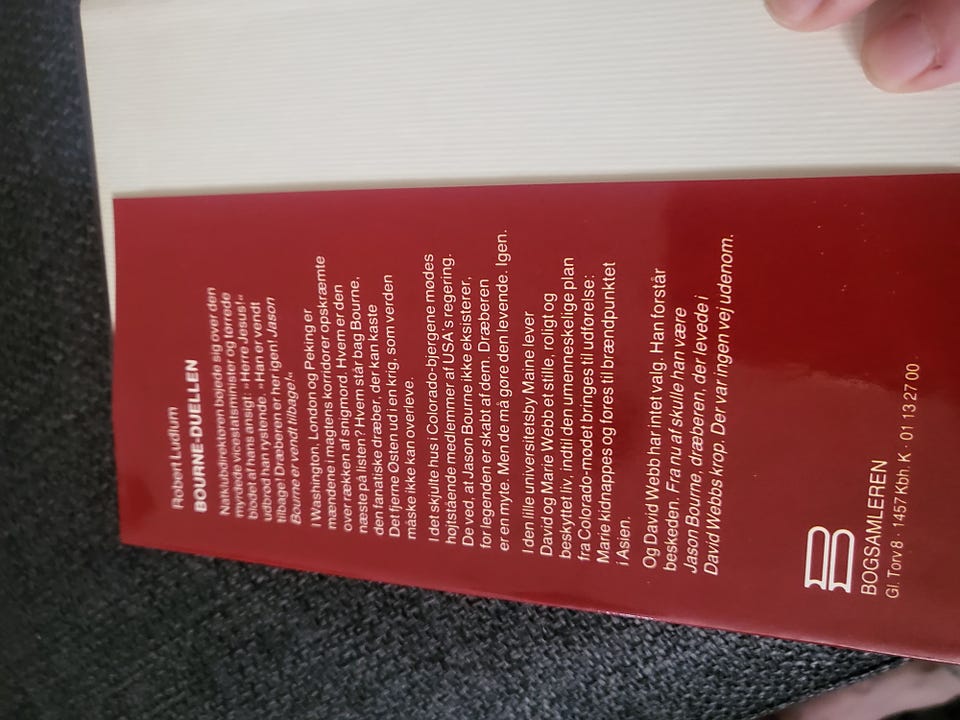 Robert Ludlum
BOURNE-DUELLEN
Natklubdirektøren bøjede sig over den
myrdede vicestatsminister og tørrede
blodet af hans ansigt: »Herre Jesus!«
udbrød han rystende. »Han er vendt
tilbage! Dræberen er her igen! Jason
Bourne er vendt tilbage!«
I Washington, London og Peking er
mændene i magtens korridorer opskræmte
over rækken af snigmord. Hvem er den
næste på listen? Hvem står bag Bourne,
den fanatiske dræber, der kan kaste
Det fjerne Østen ud i en krig, som verden
måske ikke kan overleve.
I det skjulte hus i Colorado-bjergene mødes
højtstående medlemmer af USA's regering.
De ved, at Jason Bourne ikke eksisterer,
for legenden er skabt af dem. Dræberen
er en myte. Men de må gøre den levende. Igen.
I den lille universitetsby Maine lever
David og Marie Webb et stille, roligt og
beskyttet liv, indtil den umenneskelige plan
fra Colorado-mødet bringes til udførelse:
Marie kidnappes og føres til brændpunktet
i Asien.
Og David Webb har intet valg. Han forstår
beskeden. Fra nu af skulle han være
Jason Bourne, dræberen, der levede i
David Webbs krop. Der var ingen vej udenom.
BOGSAMLEREN
Gl. Torv 8 · 1457 Kbh. K · 01 13 27 00